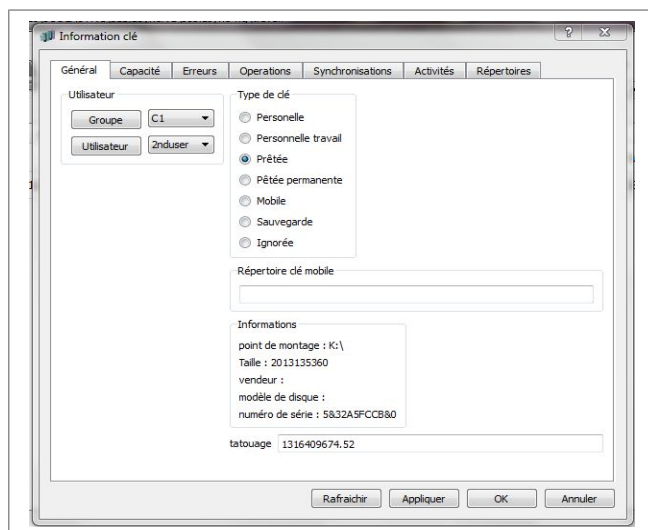 Information clé
Général Capacité Erreurs Operations Synchronisations Activités Répertoires
Utilisateur
Groupe C1
Utilisateur 2nduser
Type de clé
Personelle
Personnelle travail
Prêtée
Pêtée permanente
Mobile
Sauvegarde
Ignorée
Répertoire clé mobile
Informations
point de montage : K:\
Taille : 2013135360
vendeur :
modèle de disque :
numéro de série : 5&32A5FCCB&0
tatouage 1316409674.52
Rafraichir Appliquer OK Annuler